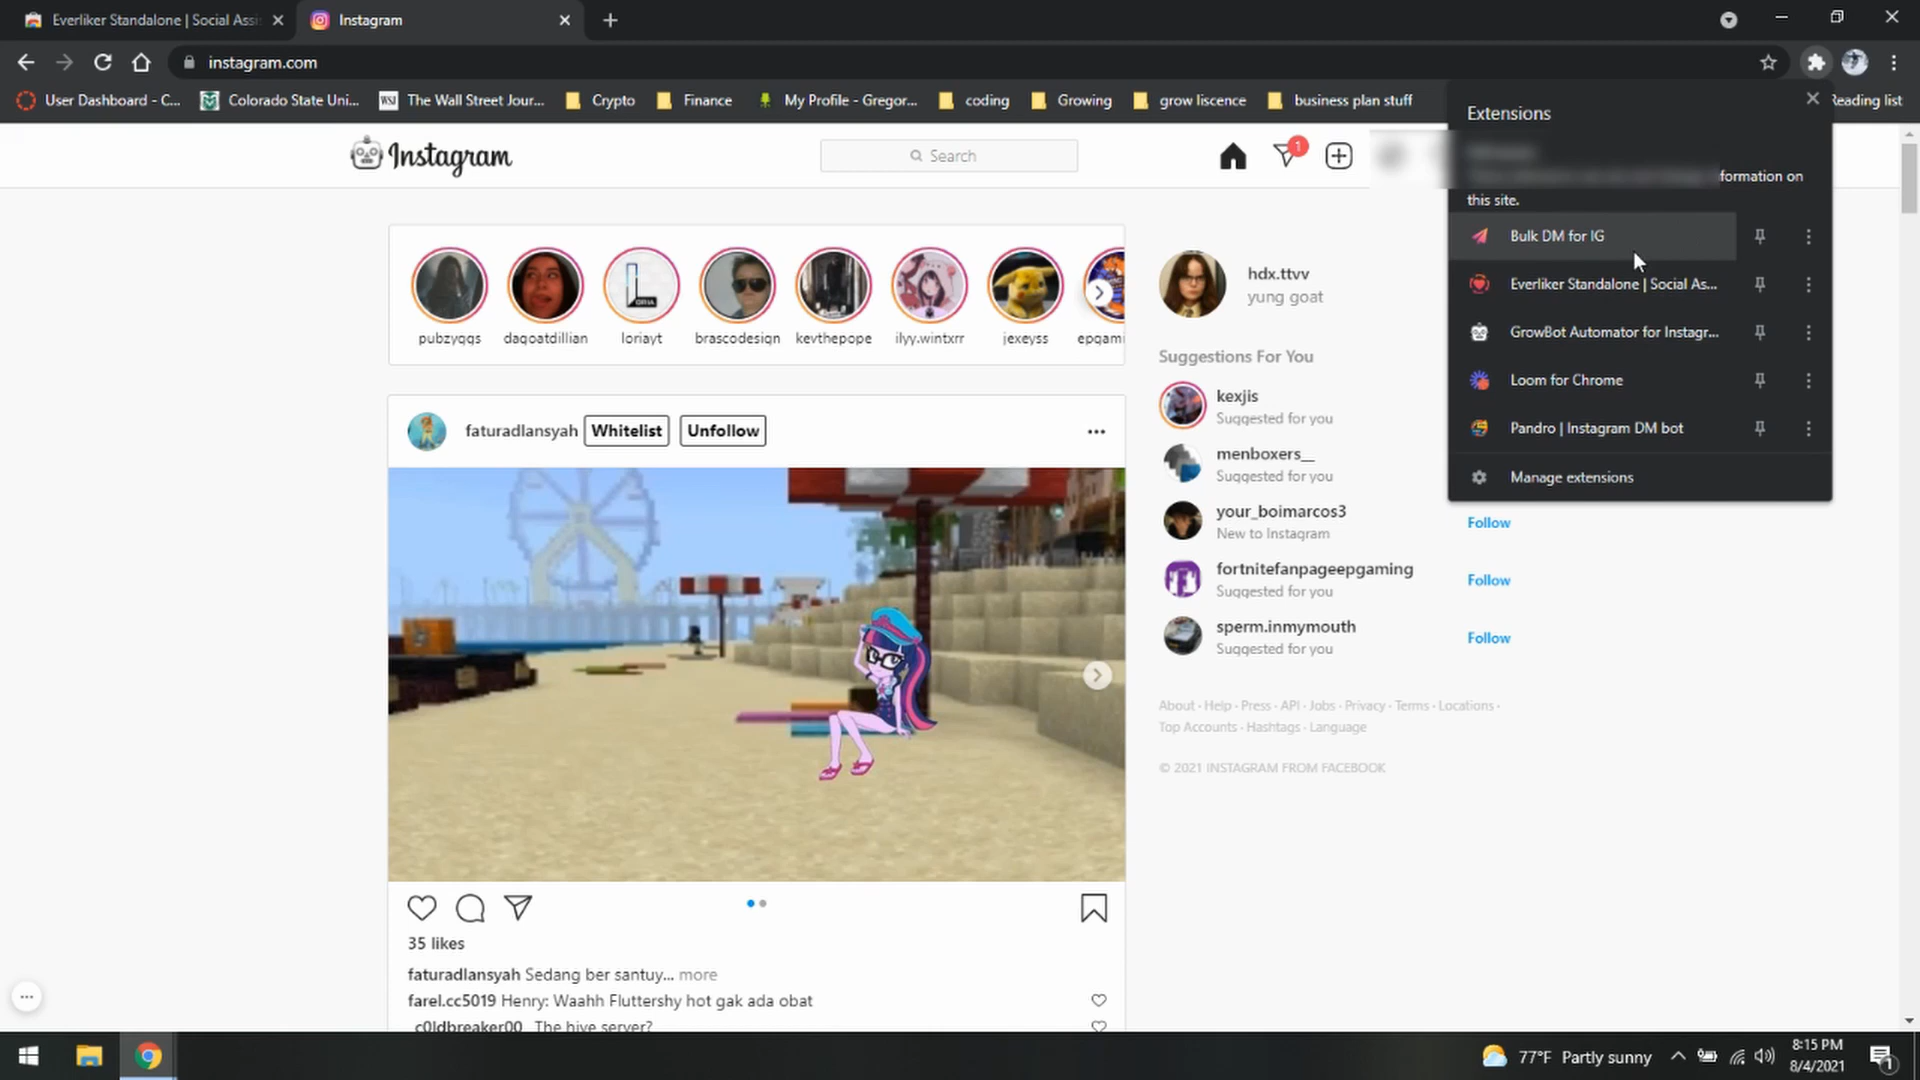 Everliker Standalone | Social Assi
Instagram
instagram.com
User Dashboard - C...
Colorado State Uni...
WSJ
The Wall Street Jour...
Crypto
Finance
My Profile - Gregor...
coding
Growing
grow liscence
business plan stuff
Reading list
Instagram
Search
1
Extensions
formation on
this site.
Bulk DM for IG
Everliker Standalone | Social As...
GrowBot Automator for Instagr...
Loom for Chrome
Pandro | Instagram DM bot
Manage extensions
pubzyggs
dagoatdillian
loriayt
brascodesign
kevthepope
ilyy.wintxrr
jexeyss
epgami
hdx.ttvv
yung goat
Suggestions For You
kexjis
Suggested for you
menboxers__
Suggested for you
your_boimarcos3
New to Instagram
Follow
fortnitefanpageepgaming
Suggested for you
Follow
sperm.inmymouth
Suggested for you
Follow
About · Help · Press · API · Jobs · Privacy · Terms · Locations ·
Top Accounts · Hashtags · Language
© 2021 INSTAGRAM FROM FACEBOOK
faturadlansyah Whitelist Unfollow
35 likes
faturadlansyah Sedang ber santuy... more
farel.cc5019 Henry: Waahh Fluttershy hot gak ada obat
c0ldbreaker00_ The hive server?
77°F Partly sunny
8:15 PM
8/4/2021
1